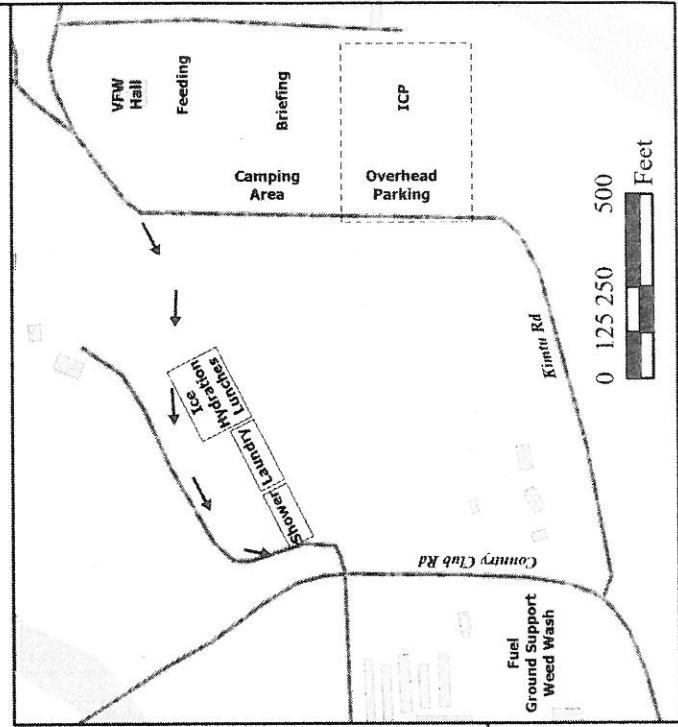 VFW
Hall
Feeding
Briefing
Camping
Area
ICP
Overhead
Parking
Ice
Hydration
Lunches
Laundry
Shower
Kimtu Rd
Country Club Rd
Fuel
Ground Support
Weed Wash
0 125 250 500
Feet